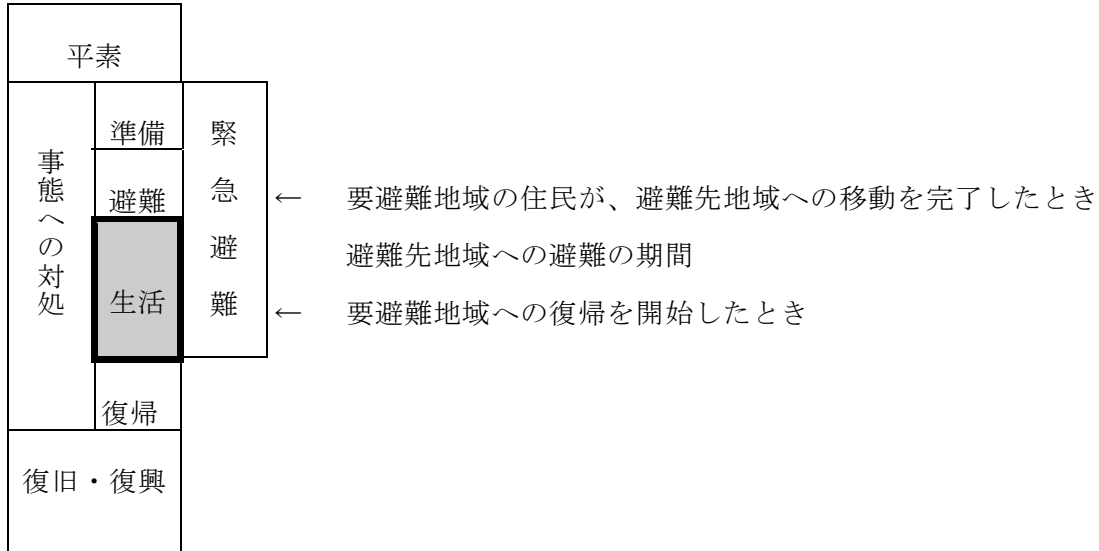 平素
事態への対処
準備
避難
生活
復帰
緊急避難
← 要避難地域の住民が、避難先地域への移動を完了したとき
避難先地域への避難の期間
← 要避難地域への復帰を開始したとき
復旧・復興